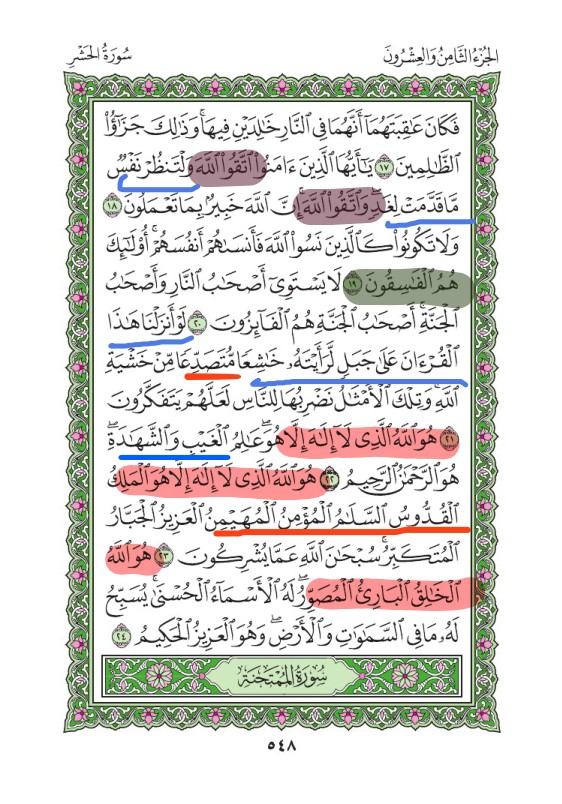 سُورَةُ الحَشْرِ
الجُزْءُ الثَّامِنُ وَالعِشْرُونَ
فَكَانَ عَٰقِبَتَهُمَآ أَنَّهُمَا فِي ٱلنَّارِ خَٰلِدَيۡنِ فِيهَاۚ وَذَٰلِكَ جَزَٰٓؤُاْ
ٱلظَّٰلِمِينَ ١٧ يَٰٓأَيُّهَا ٱلَّذِينَ ءَامَنُواْ ٱتَّقُواْ ٱللَّهَ وَلۡتَنظُرۡ نَفۡسٞ
مَّا قَدَّمَتۡ لِغَدٖۖ وَٱتَّقُواْ ٱللَّهَۚ إِنَّ ٱللَّهَ خَبِيرُۢ بِمَا تَعۡمَلُونَ ١٨
وَلَا تَكُونُواْ كَٱلَّذِينَ نَسُواْ ٱللَّهَ فَأَنسَىٰهُمۡ أَنفُسَهُمۡۚ أُوْلَٰٓئِكَ
هُمُ ٱلۡفَٰسِقُونَ ١٩ لَا يَسۡتَوِيٓ أَصۡحَٰبُ ٱلنَّارِ وَأَصۡحَٰبُ
ٱلۡجَنَّةِۚ أَصۡحَٰبُ ٱلۡجَنَّةِ هُمُ ٱلۡفَآئِزُونَ ٢٠ لَوۡ أَنزَلۡنَا هَٰذَا
ٱلۡقُرۡءَانَ عَلَىٰ جَبَلٖ لَّرَأَيۡتَهُۥ خَٰشِعٗا مُّتَصَدِّعٗا مِّنۡ خَشۡيَةِ
ٱللَّهِۚ وَتِلۡكَ ٱلۡأَمۡثَٰلُ نَضۡرِبُهَا لِلنَّاسِ لَعَلَّهُمۡ يَتَفَكَّرُونَ
٢١ هُوَ ٱللَّهُ ٱلَّذِي لَآ إِلَٰهَ إِلَّا هُوَۖ عَٰلِمُ ٱلۡغَيۡبِ وَٱلشَّهَٰدَةِۖ
هُوَ ٱلرَّحۡمَٰنُ ٱلرَّحِيمُ ٢٢ هُوَ ٱللَّهُ ٱلَّذِي لَآ إِلَٰهَ إِلَّا هُوَ ٱلۡمَلِكُ
ٱلۡقُدُّوسُ ٱلسَّلَٰمُ ٱلۡمُؤۡمِنُ ٱلۡمُهَيۡمِنُ ٱلۡعَزِيزُ ٱلۡجَبَّارُ
ٱلۡمُتَكَبِّرُۚ سُبۡحَٰنَ ٱللَّهِ عَمَّا يُشۡرِكُونَ ٢٣ هُوَ ٱللَّهُ
ٱلۡخَٰلِقُ ٱلۡبَارِئُ ٱلۡمُصَوِّرُۖ لَهُ ٱلۡأَسۡمَآءُ ٱلۡحُسۡنَىٰۚ يُسَبِّحُ
لَهُۥ مَا فِي ٱلسَّمَٰوَٰتِ وَٱلۡأَرۡضِۖ وَهُوَ ٱلۡعَزِيزُ ٱلۡحَكِيمُ ٢٤
سُورَةُ المُمْتَحنَةِ
٥٤٨